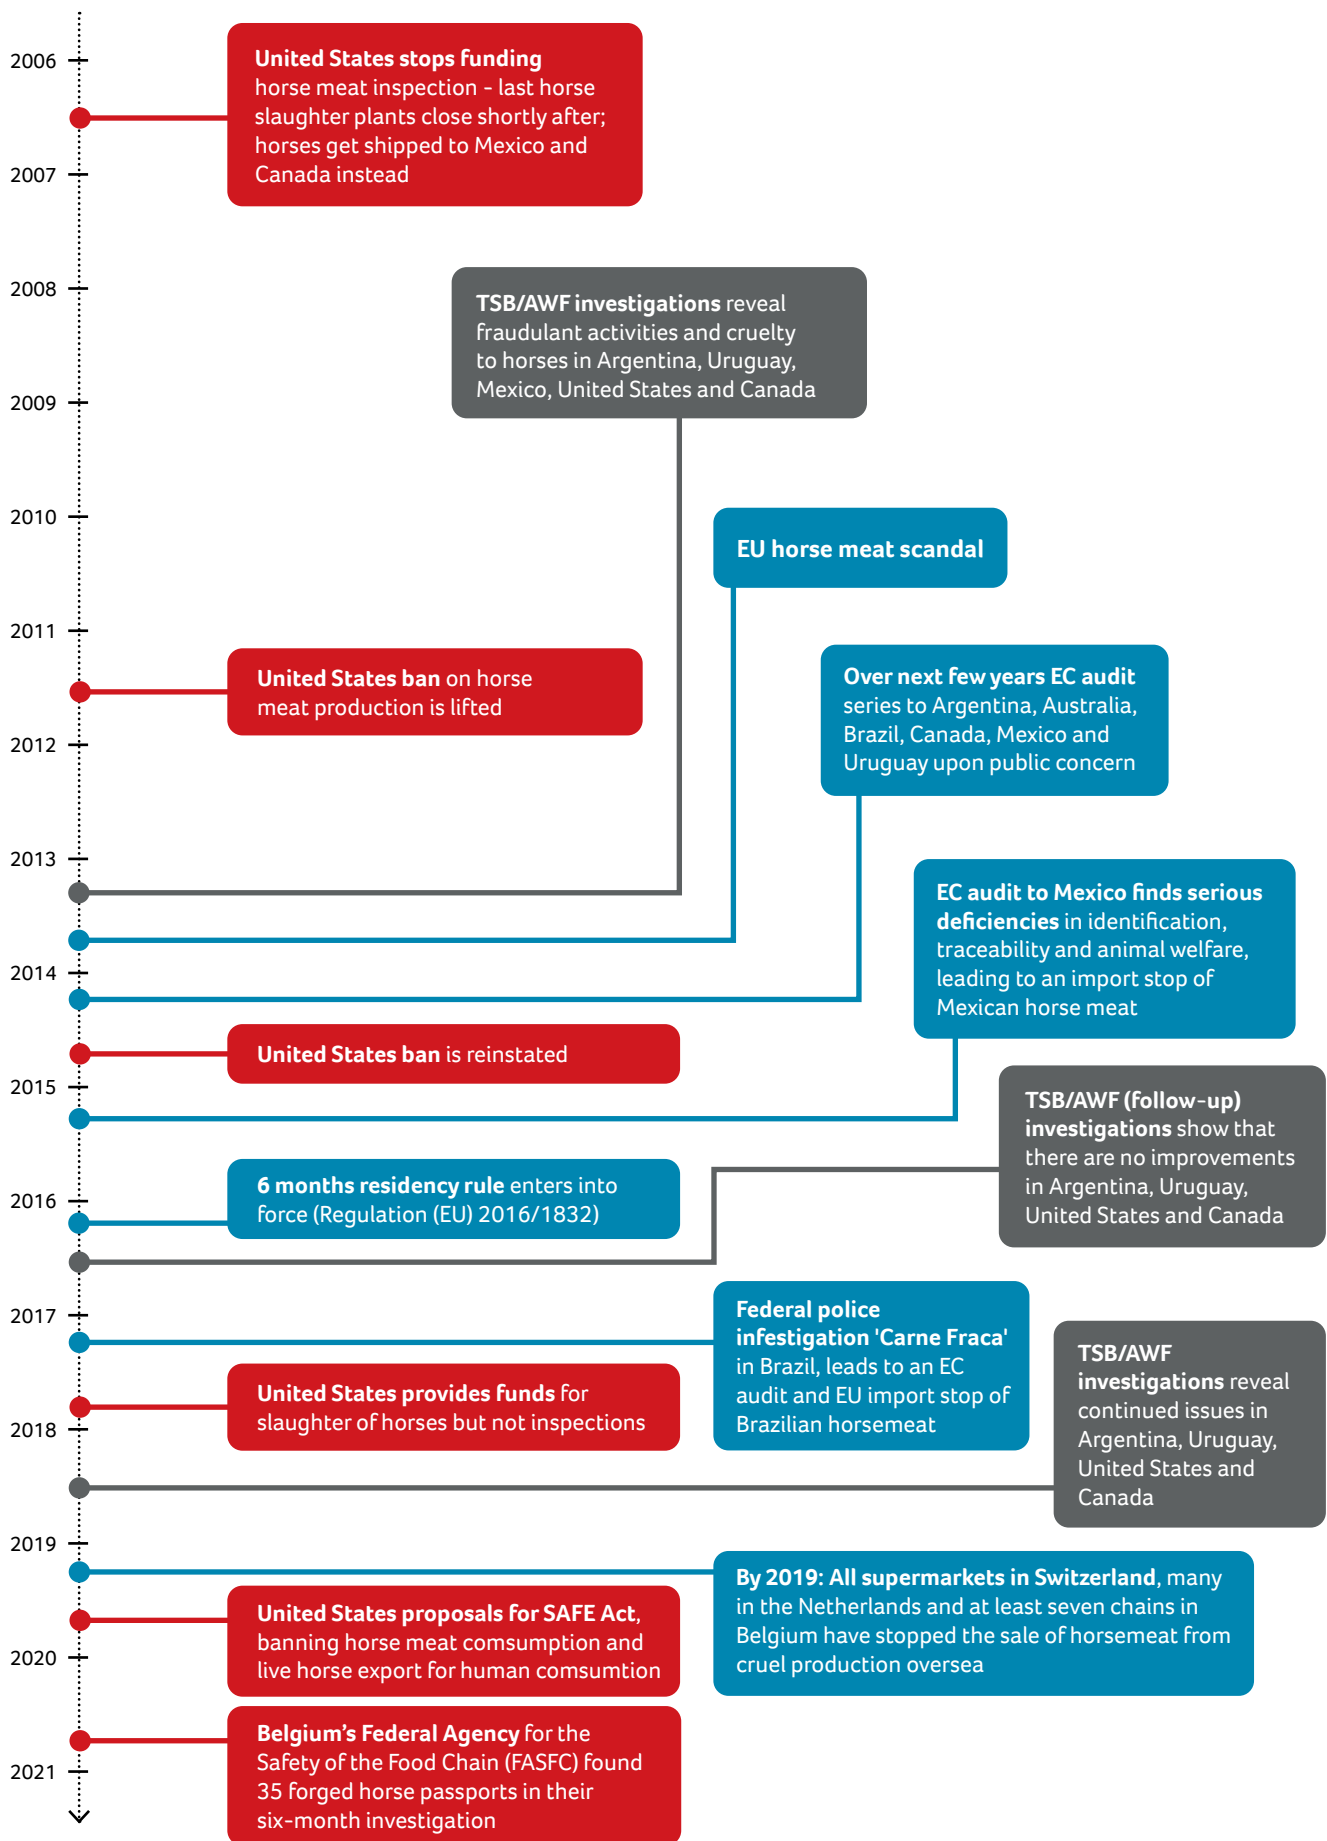 2006
United States stops funding
horse meat inspection - last horse
slaughter plants close shortly after;
horses get shipped to Mexico and
Canada instead
2007
2008
TSB/AWF investigations reveal
fraudulant activities and cruelty
to horses in Argentina, Uruguay,
Mexico, United States and Canada
2009
2010
EU horse meat scandal
2011
United States ban on horse
meat production is lifted
Over next few years EC audit
series to Argentina, Australia,
Brazil, Canada, Mexico and
Uruguay upon public concern
2012
2013
EC audit to Mexico finds serious
deficiencies in identification,
traceability and animal welfare,
leading to an import stop of
Mexican horse meat
2014
United States ban is reinstated
2015
TSB/AWF (follow-up)
investigations show that
there are no improvements
in Argentina, Uruguay,
United States and Canada
6 months residency rule enters into
force (Regulation (EU) 2016/1832)
2016
2017
Federal police
infestigation 'Carne Fraca'
in Brazil, leads to an EC
audit and EU import stop of
Brazilian horsemeat
TSB/AWF
investigations reveal
continued issues in
Argentina, Uruguay,
United States and
Canada
United States provides funds for
slaughter of horses but not inspections
2018
2019
By 2019: All supermarkets in Switzerland, many
in the Netherlands and at least seven chains in
Belgium have stopped the sale of horsemeat from
cruel production oversea
United States proposals for SAFE Act,
banning horse meat comsumption and
live horse export for human comsumtion
2020
Belgium's Federal Agency for the
Safety of the Food Chain (FASFC) found
35 forged horse passports in their
six-month investigation
2021